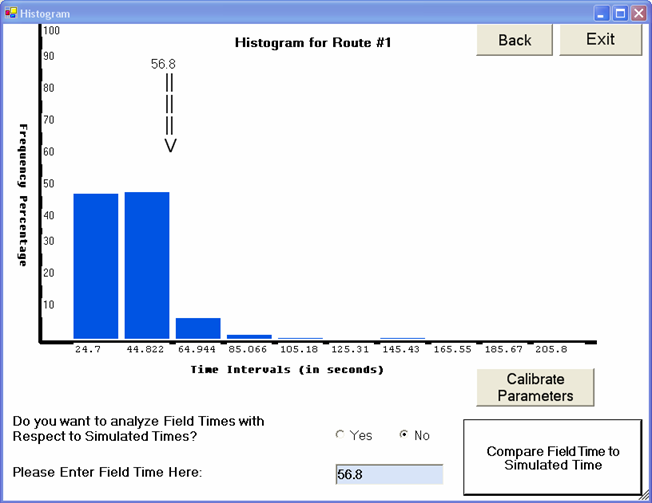 Histogram
Histogram for Route #1
Back
Exit
56.8
100
90
80
70
60
50
40
30
20
10
Frequency Percentage
24.7 44.822 64.944 85.066 105.18 125.31 145.43 165.55 185.67 205.8
Time Intervals (in seconds)
Calibrate
Parameters
Do you want to analyze Field Times with
Respect to Simulated Times?
Yes No
Please Enter Field Time Here:
56.8
Compare Field Time to
Simulated Time